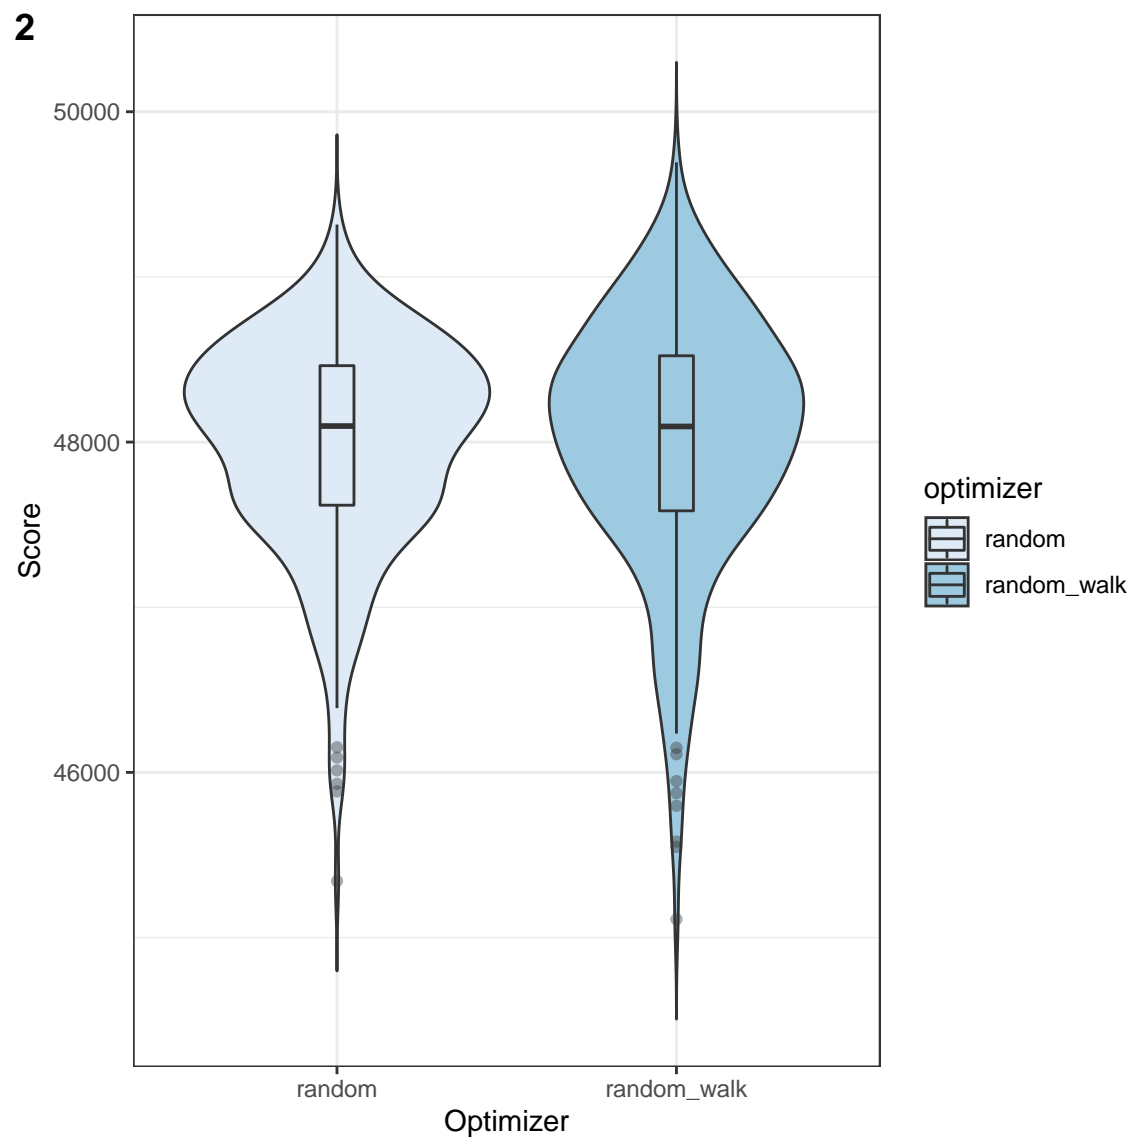 2
50000
48000
46000
Score
random
random_walk
Optimizer
optimizer
random
random_walk